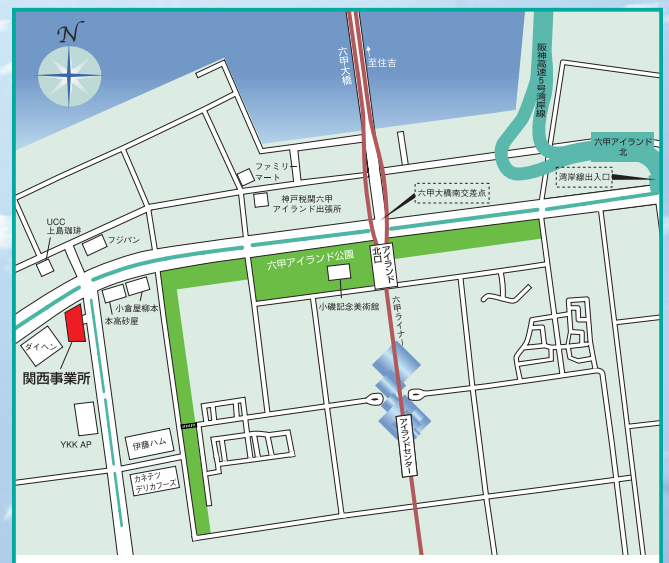 N
六甲大橋
至住吉
阪神高速5号湾岸線
六甲アイランド
北
湾岸線出入口
ファミリー
マート
神戸税関六甲
アイランド出張所
六甲大橋南交差点
UCC
上島珈琲
フジパン
六甲アイランド公園
アイランド
北口
小磯記念美術館
六甲ライナー
小倉屋柳本
本高砂屋
ダイヘン
関西事業所
YKK AP
伊藤ハム
カネテツ
デリカフーズ
アイランドセンター